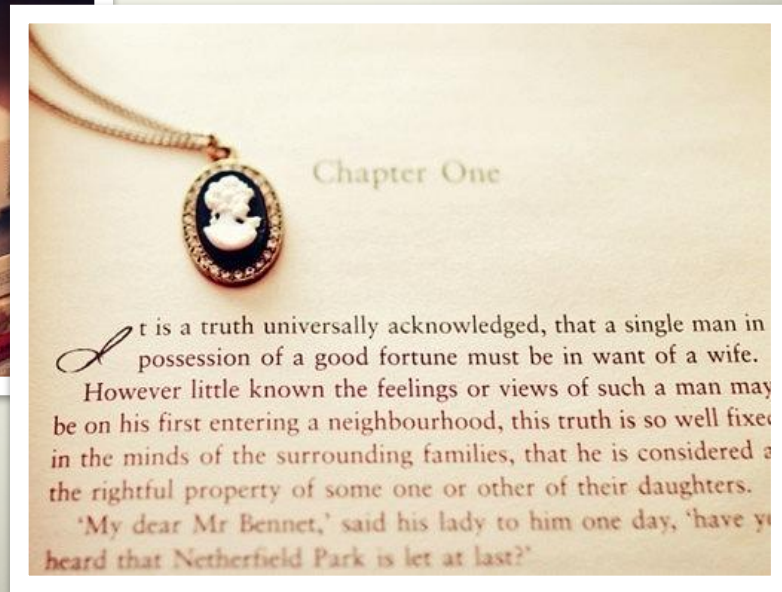 Chapter One
It is a truth universally acknowledged, that a single man in
possession of a good fortune must be in want of a wife.
However little known the feelings or views of such a man may
be on his first entering a neighbourhood, this truth is so well fixed
in the minds of the surrounding families, that he is considered
the rightful property of some one or other of their daughters.
‘My dear Mr Bennet,’ said his lady to him one day, ‘have
heard that Netherfield Park is let at last?’